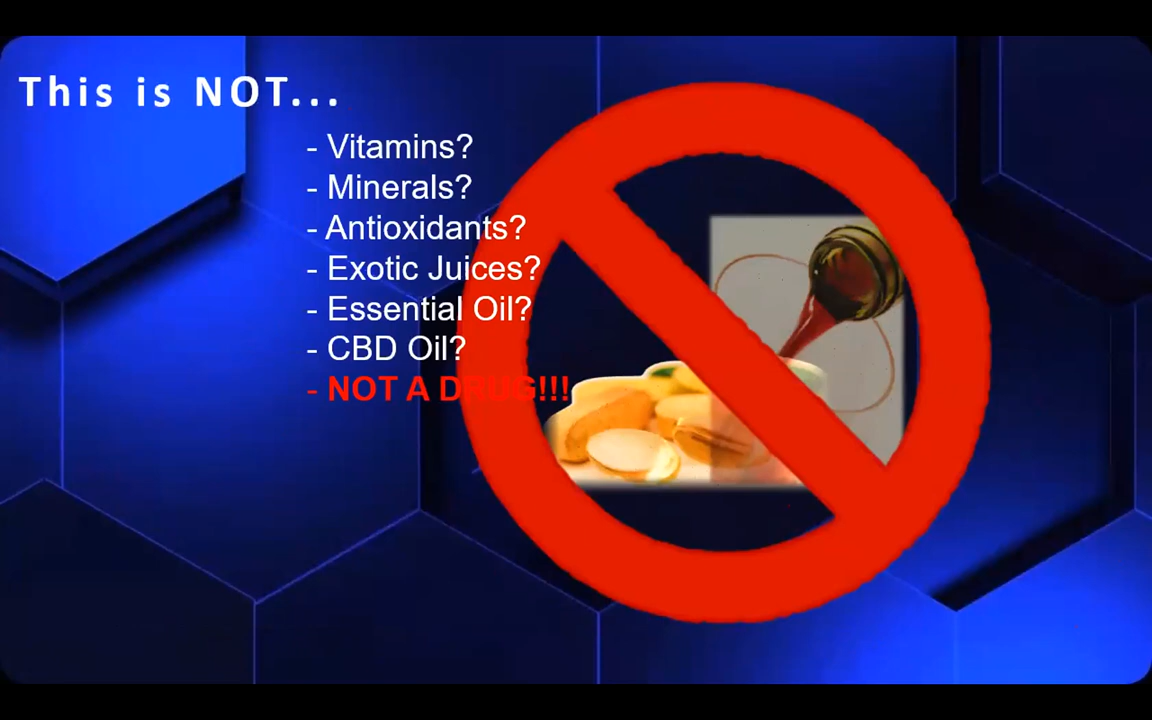 This is NOT...
- Vitamins?
- Minerals?
- Antioxidants?
- Exotic Juices?
- Essential Oil?
- CBD Oil?
- NOT A DRUG!!!